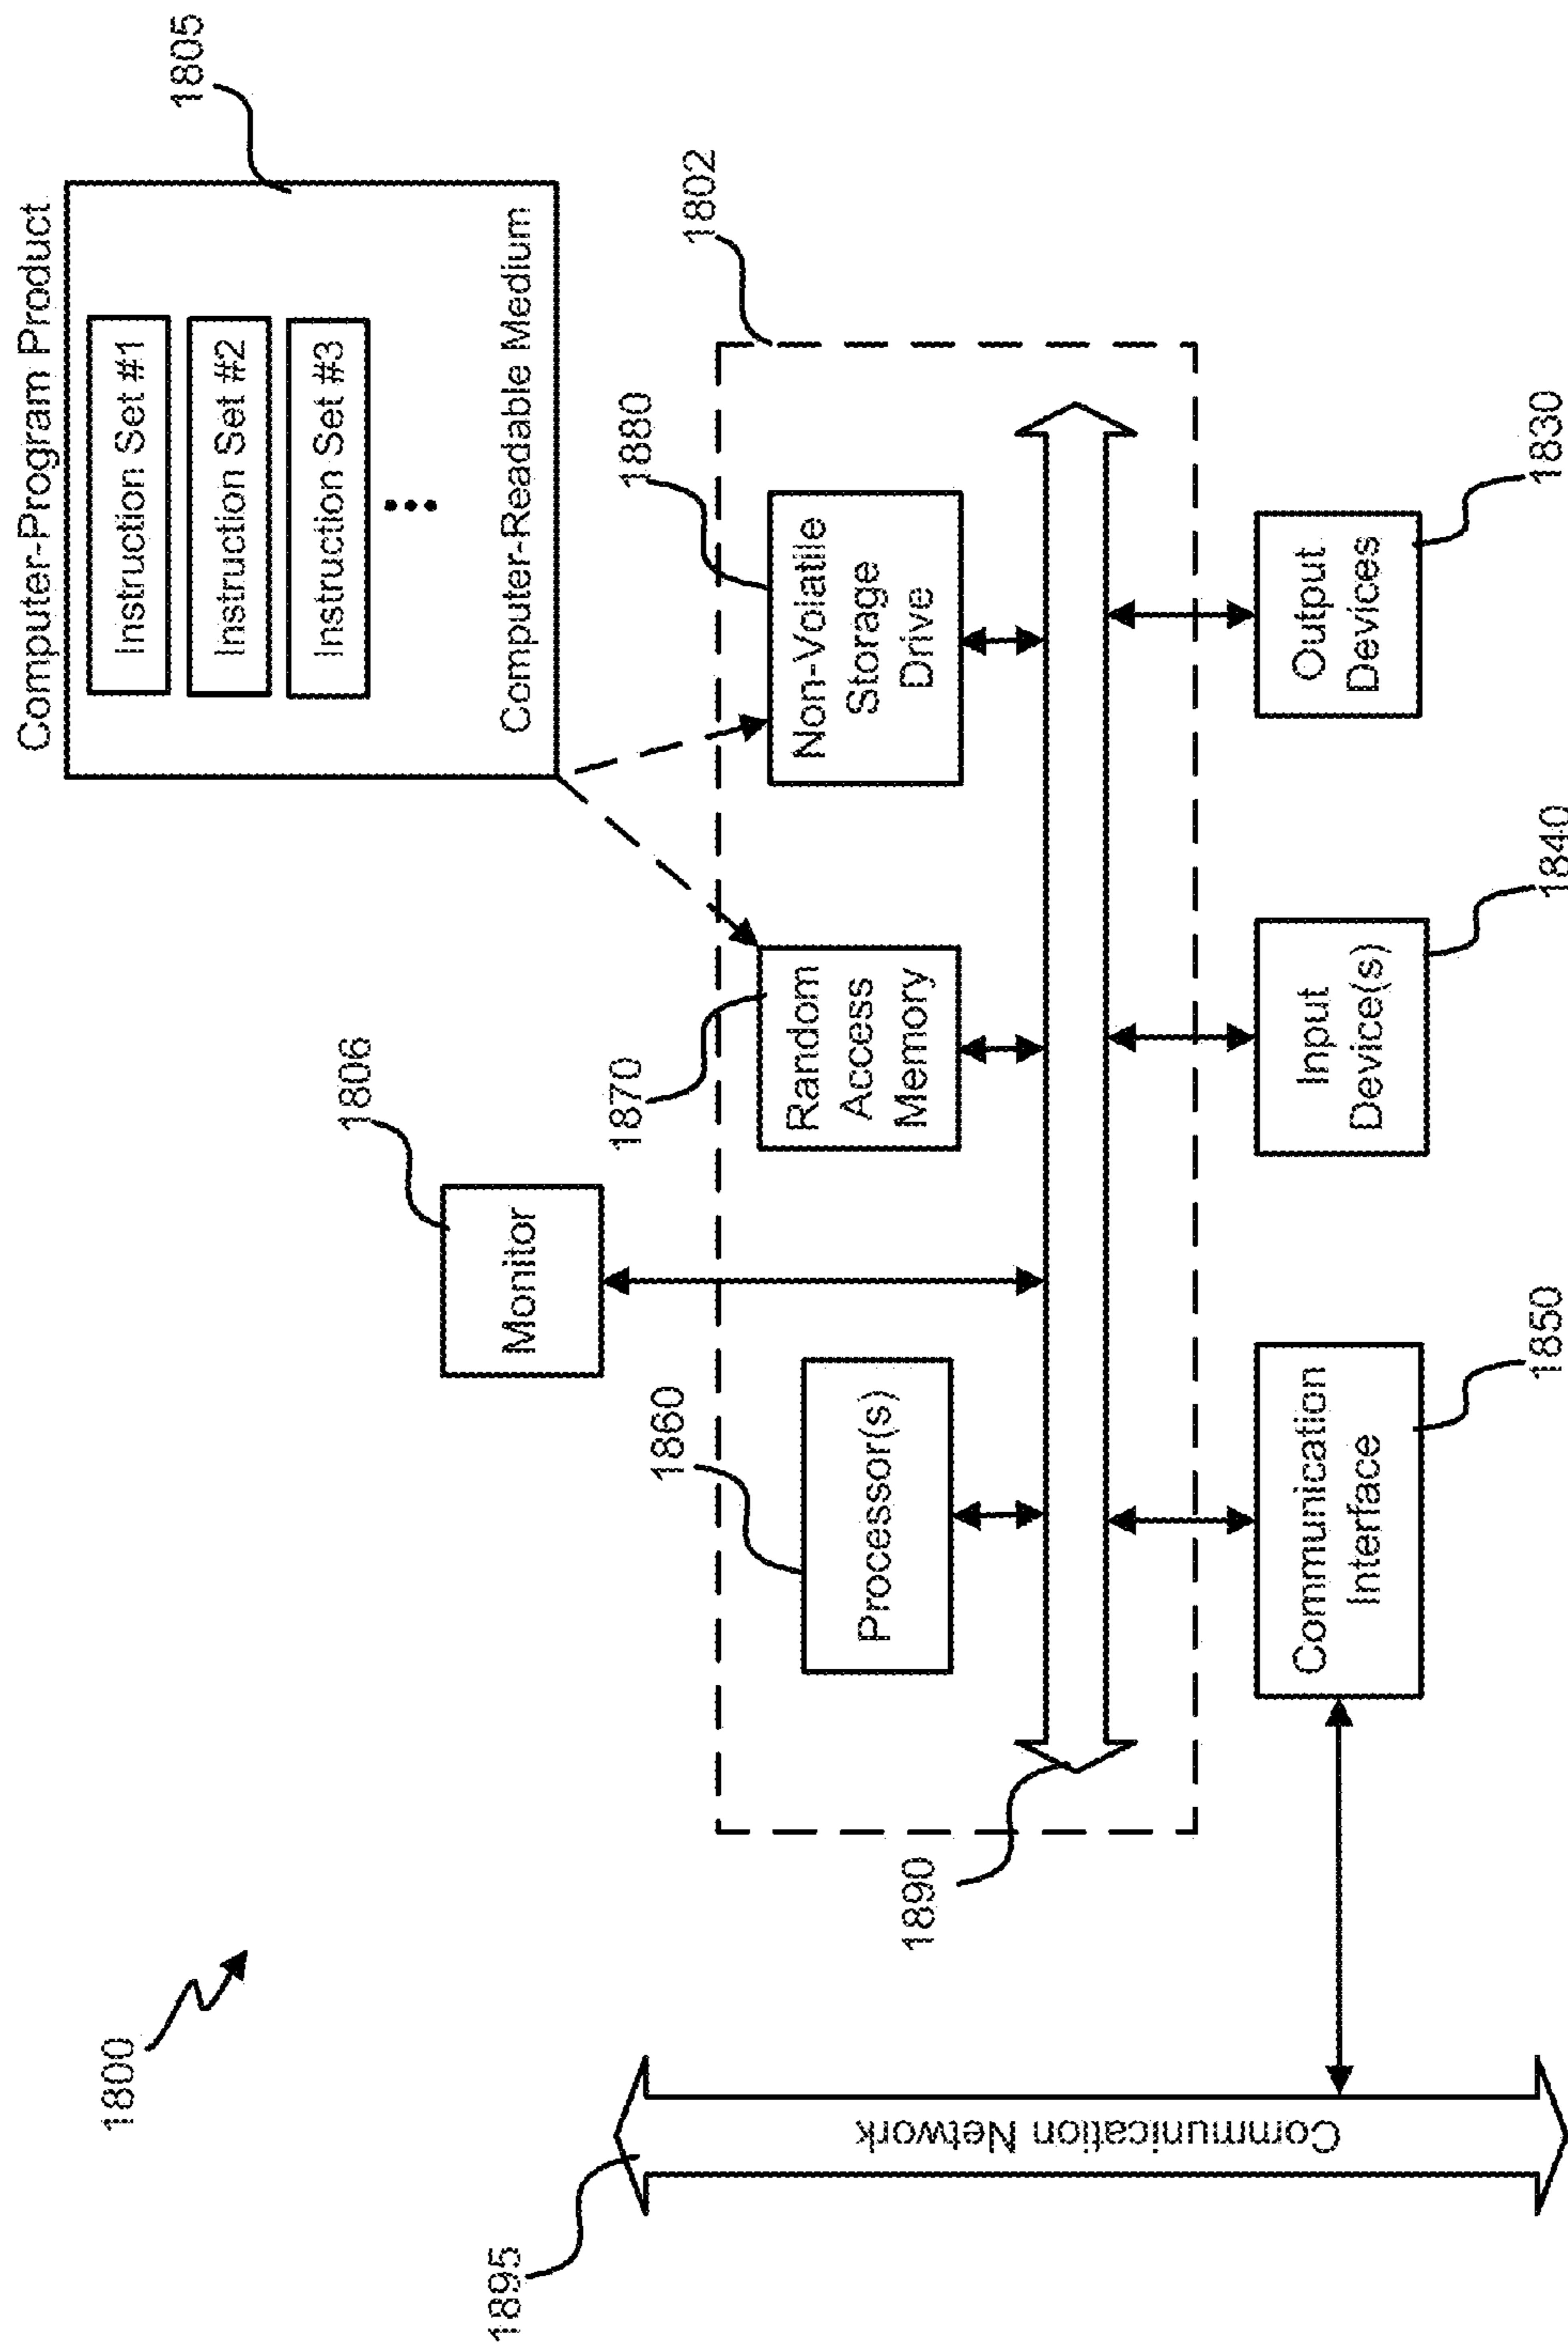 1800
Computer-Program Product
Instruction Set #1
Instruction Set #2
Instruction Set #3
Computer-Readable Medium
1805
1806
Monitor
1802
1860
Processor(s)
1870
Random
Access
Memory
1880
Non-Volatile
Storage
Drive
1890
1895
Communication Network
Communication
Interface
1850
Input
Device(s)
1840
Output
Devices
1830